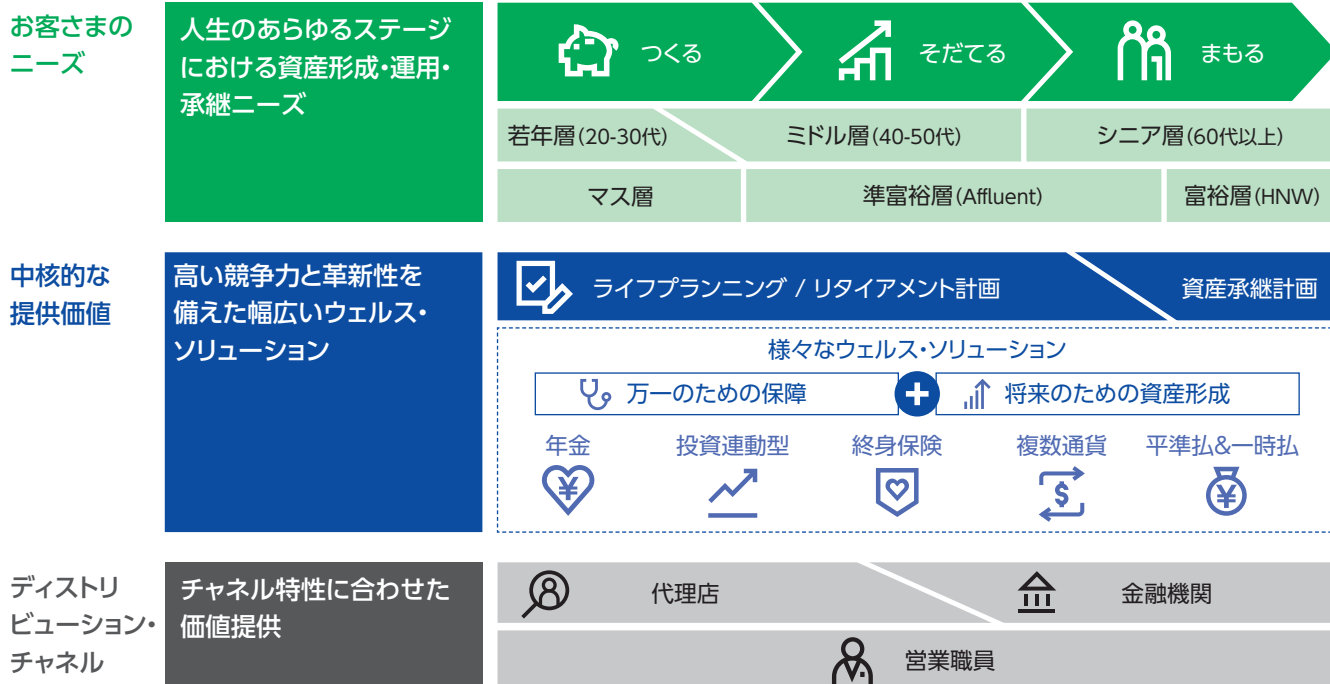 お客さまの
ニーズ
人生のあらゆるステージ
における資産形成・運用・
承継ニーズ
つくる
そだてる
まもる
若年層(20-30代)
ミドル層(40-50代)
シニア層(60代以上)
マス層
準富裕層(Affluent)
富裕層(HNW)
中核的な
提供価値
高い競争力と革新性を
備えた幅広いウェルス・
ソリューション
ライフプランニング / リタイアメント計画
資産承継計画
様々なウェルス・ソリューション
万一のための保障
+
将来のための資産形成
年金
投資連動型
終身保険
複数通貨
平準払&一時払
¥
$
¥
ディストリ
ビューション・
チャネル
チャネル特性に合わせた
価値提供
代理店
金融機関
営業職員